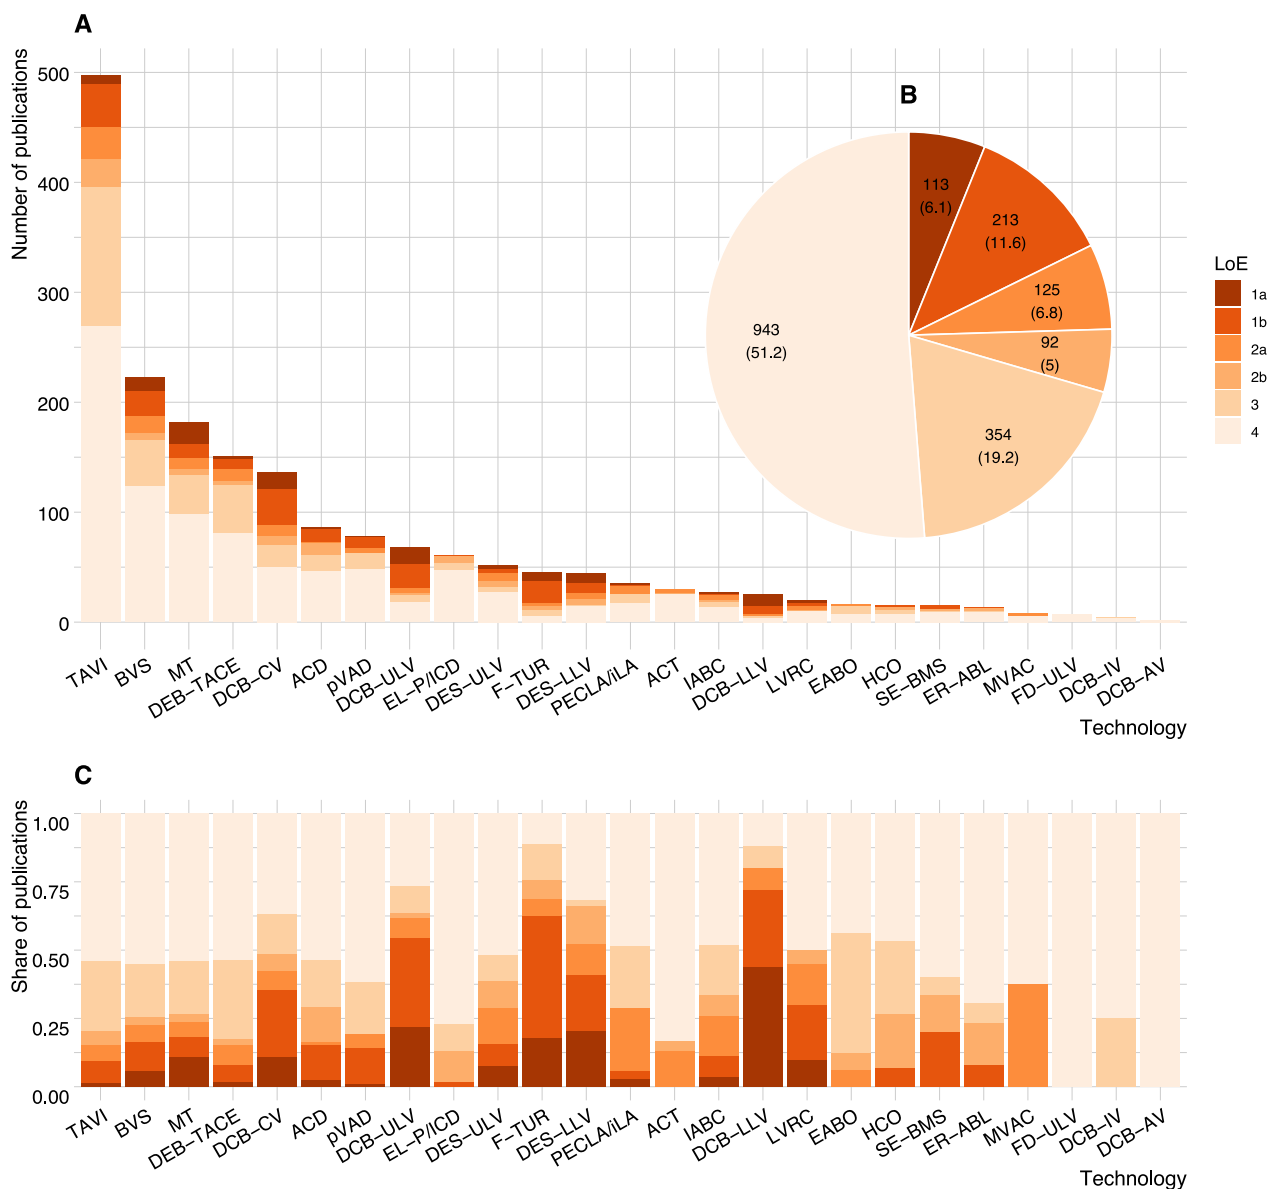 A
Number of publications
500
400
300
200
100
0
TAVI
BVS
MT
DEB−TACE
DCB−CV
ACD
pVAD
DCB−ULV
EL−P/ICD
DES−ULV
F−TUR
DES−LLV
PECLA/iLA
ACT
IABC
DCB−LLV
LVRC
EABO
HCO
SE−BMS
ER−ABL
MVAC
FD−ULV
DCB−IV
DCB−AV
Technology
B
113
(6.1)
213
(11.6)
125
(6.8)
92
(5)
354
(19.2)
943
(51.2)
LoE
1a
1b
2a
2b
3
4
C
Share of publications
1.00
0.75
0.50
0.25
0.00
TAVI
BVS
MT
DEB−TACE
DCB−CV
ACD
pVAD
DCB−ULV
EL−P/ICD
DES−ULV
F−TUR
DES−LLV
PECLA/iLA
ACT
IABC
DCB−LLV
LVRC
EABO
HCO
SE−BMS
ER−ABL
MVAC
FD−ULV
DCB−IV
DCB−AV
Technology